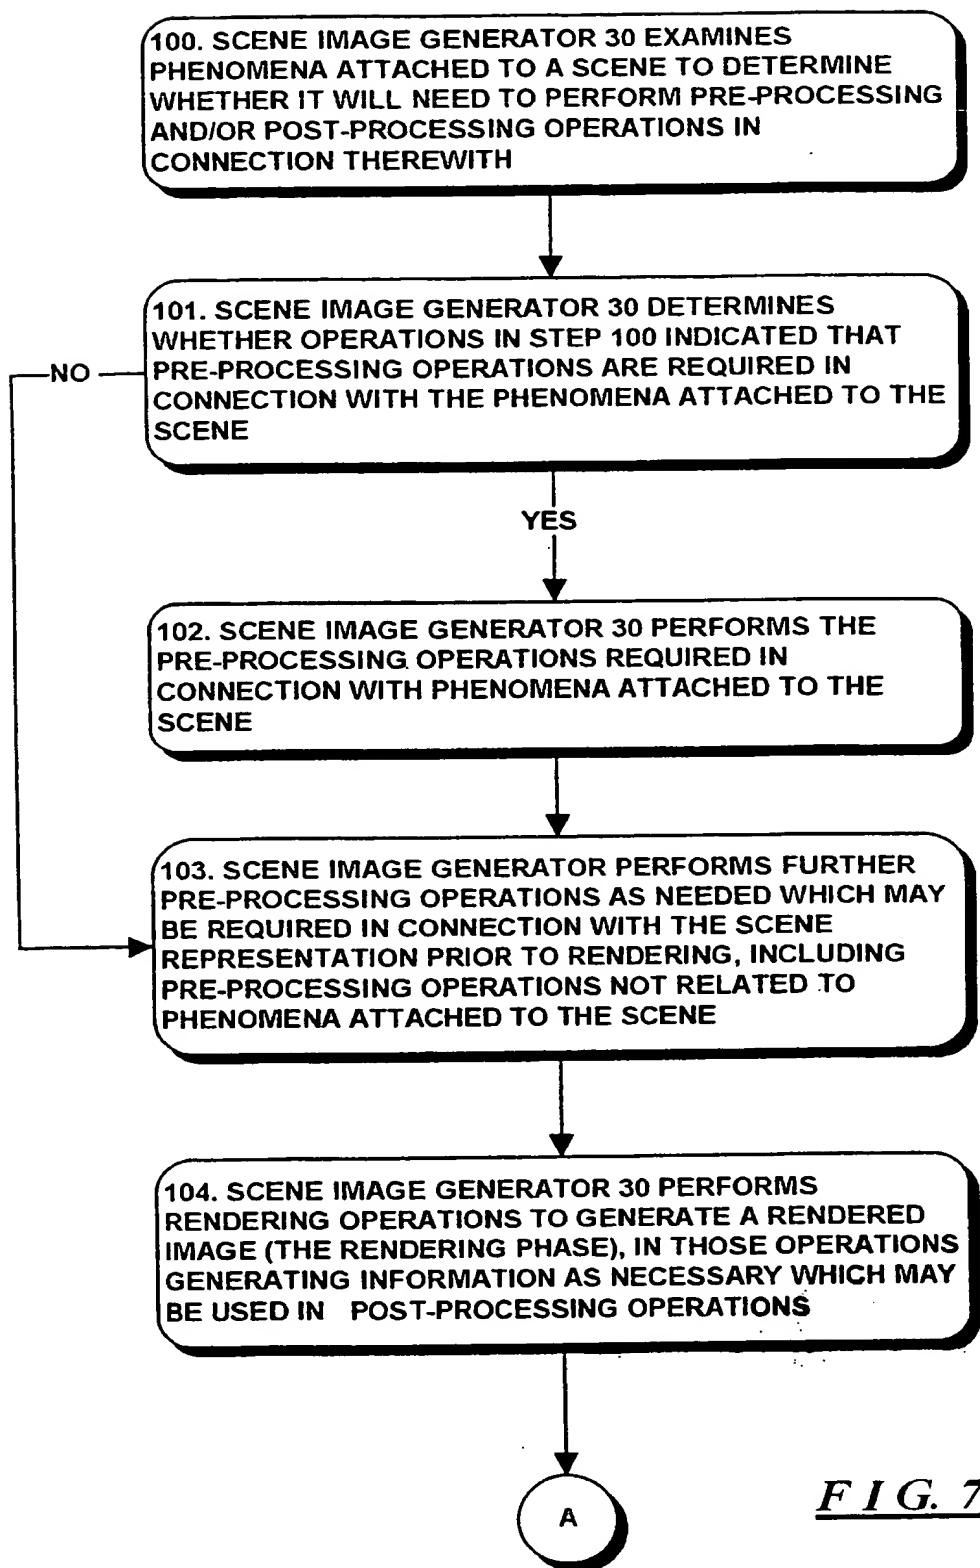 100. SCENE IMAGE GENERATOR 30 EXAMINES
PHENOMENA ATTACHED TO A SCENE TO DETERMINE
WHETHER IT WILL NEED TO PERFORM PRE-PROCESSING
AND/OR POST-PROCESSING OPERATIONS IN
CONNECTION THEREWITH
101. SCENE IMAGE GENERATOR 30 DETERMINES
WHETHER OPERATIONS IN STEP 100 INDICATED THAT
PRE-PROCESSING OPERATIONS ARE REQUIRED IN
CONNECTION WITH THE PHENOMENA ATTACHED TO THE
SCENE
NO
YES
102. SCENE IMAGE GENERATOR 30 PERFORMS THE
PRE-PROCESSING OPERATIONS REQUIRED IN
CONNECTION WITH PHENOMENA ATTACHED TO THE
SCENE
103. SCENE IMAGE GENERATOR PERFORMS FURTHER
PRE-PROCESSING OPERATIONS AS NEEDED WHICH MAY
BE REQUIRED IN CONNECTION WITH THE SCENE
REPRESENTATION PRIOR TO RENDERING, INCLUDING
PRE-PROCESSING OPERATIONS NOT RELATED TO
PHENOMENA ATTACHED TO THE SCENE
104. SCENE IMAGE GENERATOR 30 PERFORMS
RENDERING OPERATIONS TO GENERATE A RENDERED
IMAGE (THE RENDERING PHASE), IN THOSE OPERATIONS
GENERATING INFORMATION AS NECESSARY WHICH MAY
BE USED IN POST-PROCESSING OPERATIONS
A
FIG. 7